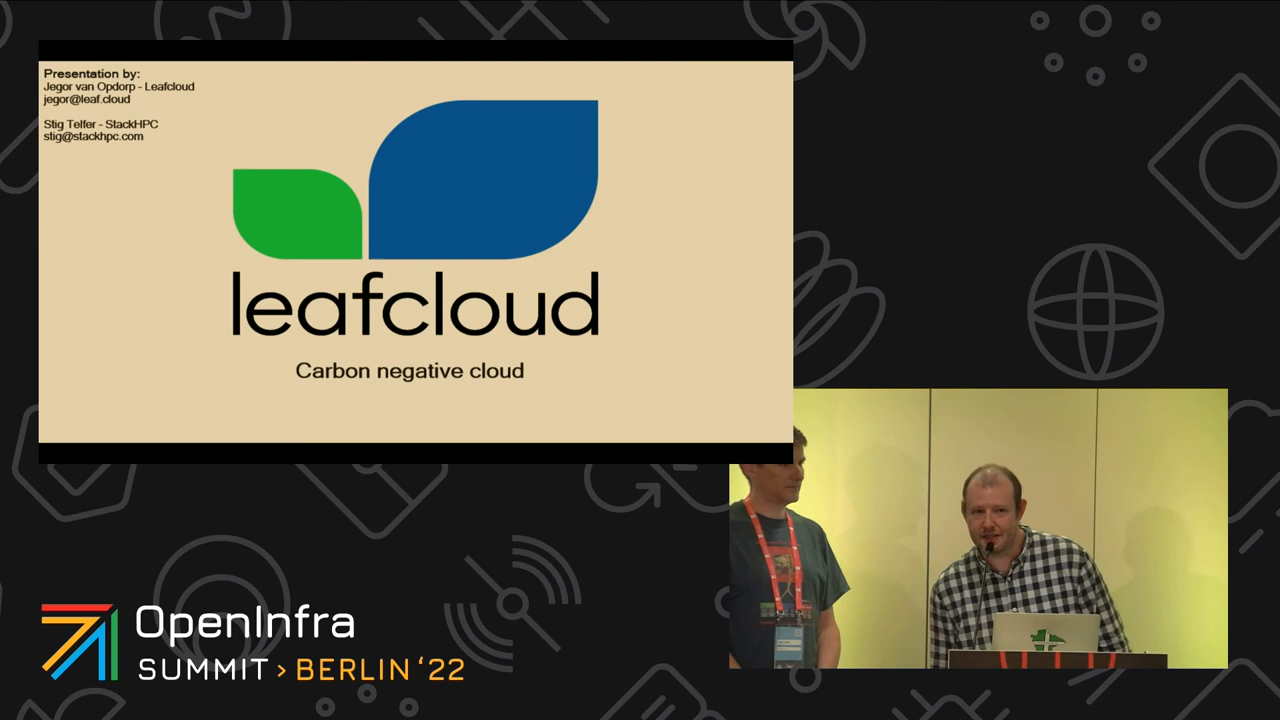 Presentation by:
Jegor van Opdorp - Leafcloud
jegor@leaf.cloud
Stig Telfer - StackHPC
stig@stackhpc.com
leafcloud
Carbon negative cloud
OpenInfra
SUMMIT > BERLIN ‘22